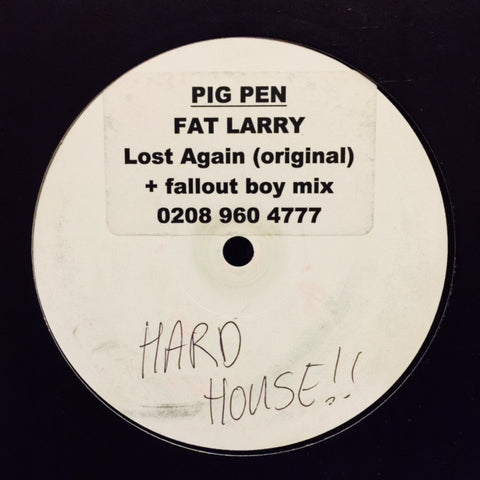 PIG PEN
FAT LARRY
Lost Again (original)
+ fallout boy mix
0208 960 4777
HARD
HOUSE!!